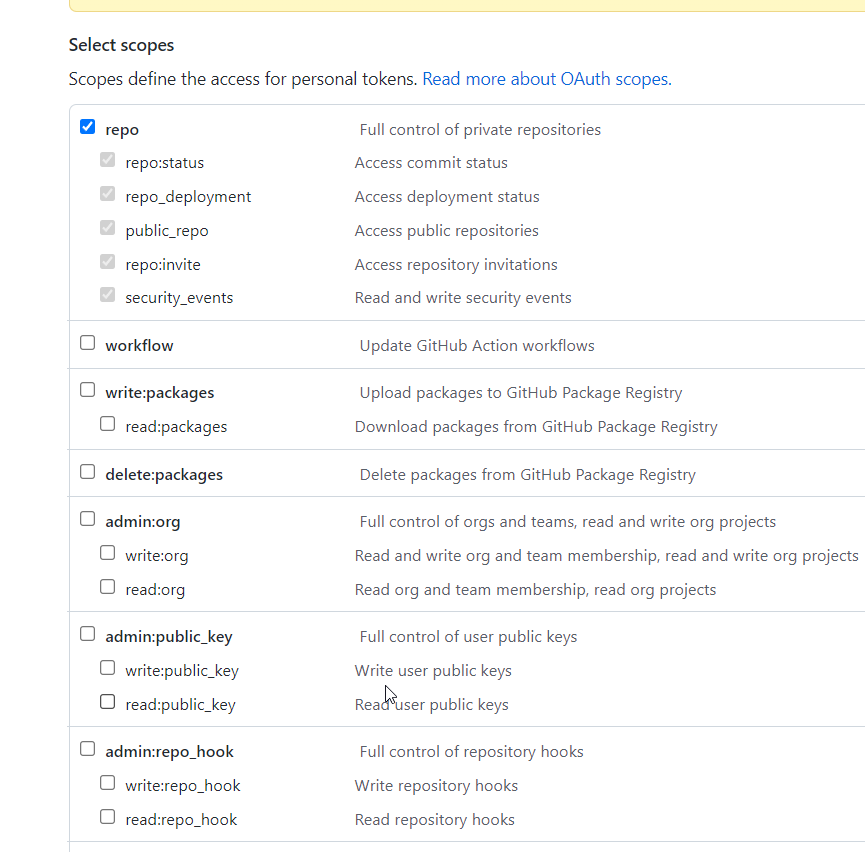 Select scopes
Scopes define the access for personal tokens. Read more about OAuth scopes.
repo Full control of private repositories
repo:status Access commit status
repo_deployment Access deployment status
public_repo Access public repositories
repo:invite Access repository invitations
security_events Read and write security events
workflow Update GitHub Action workflows
write:packages Upload packages to GitHub Package Registry
read:packages Download packages from GitHub Package Registry
delete:packages Delete packages from GitHub Package Registry
admin:org Full control of orgs and teams, read and write org projects
write:org Read and write org and team membership, read and write org projects
read:org Read org and team membership, read org projects
admin:public_key Full control of user public keys
write:public_key Write user public keys
read:public_key Read user public keys
admin:repo_hook Full control of repository hooks
write:repo_hook Write repository hooks
read:repo_hook Read repository hooks